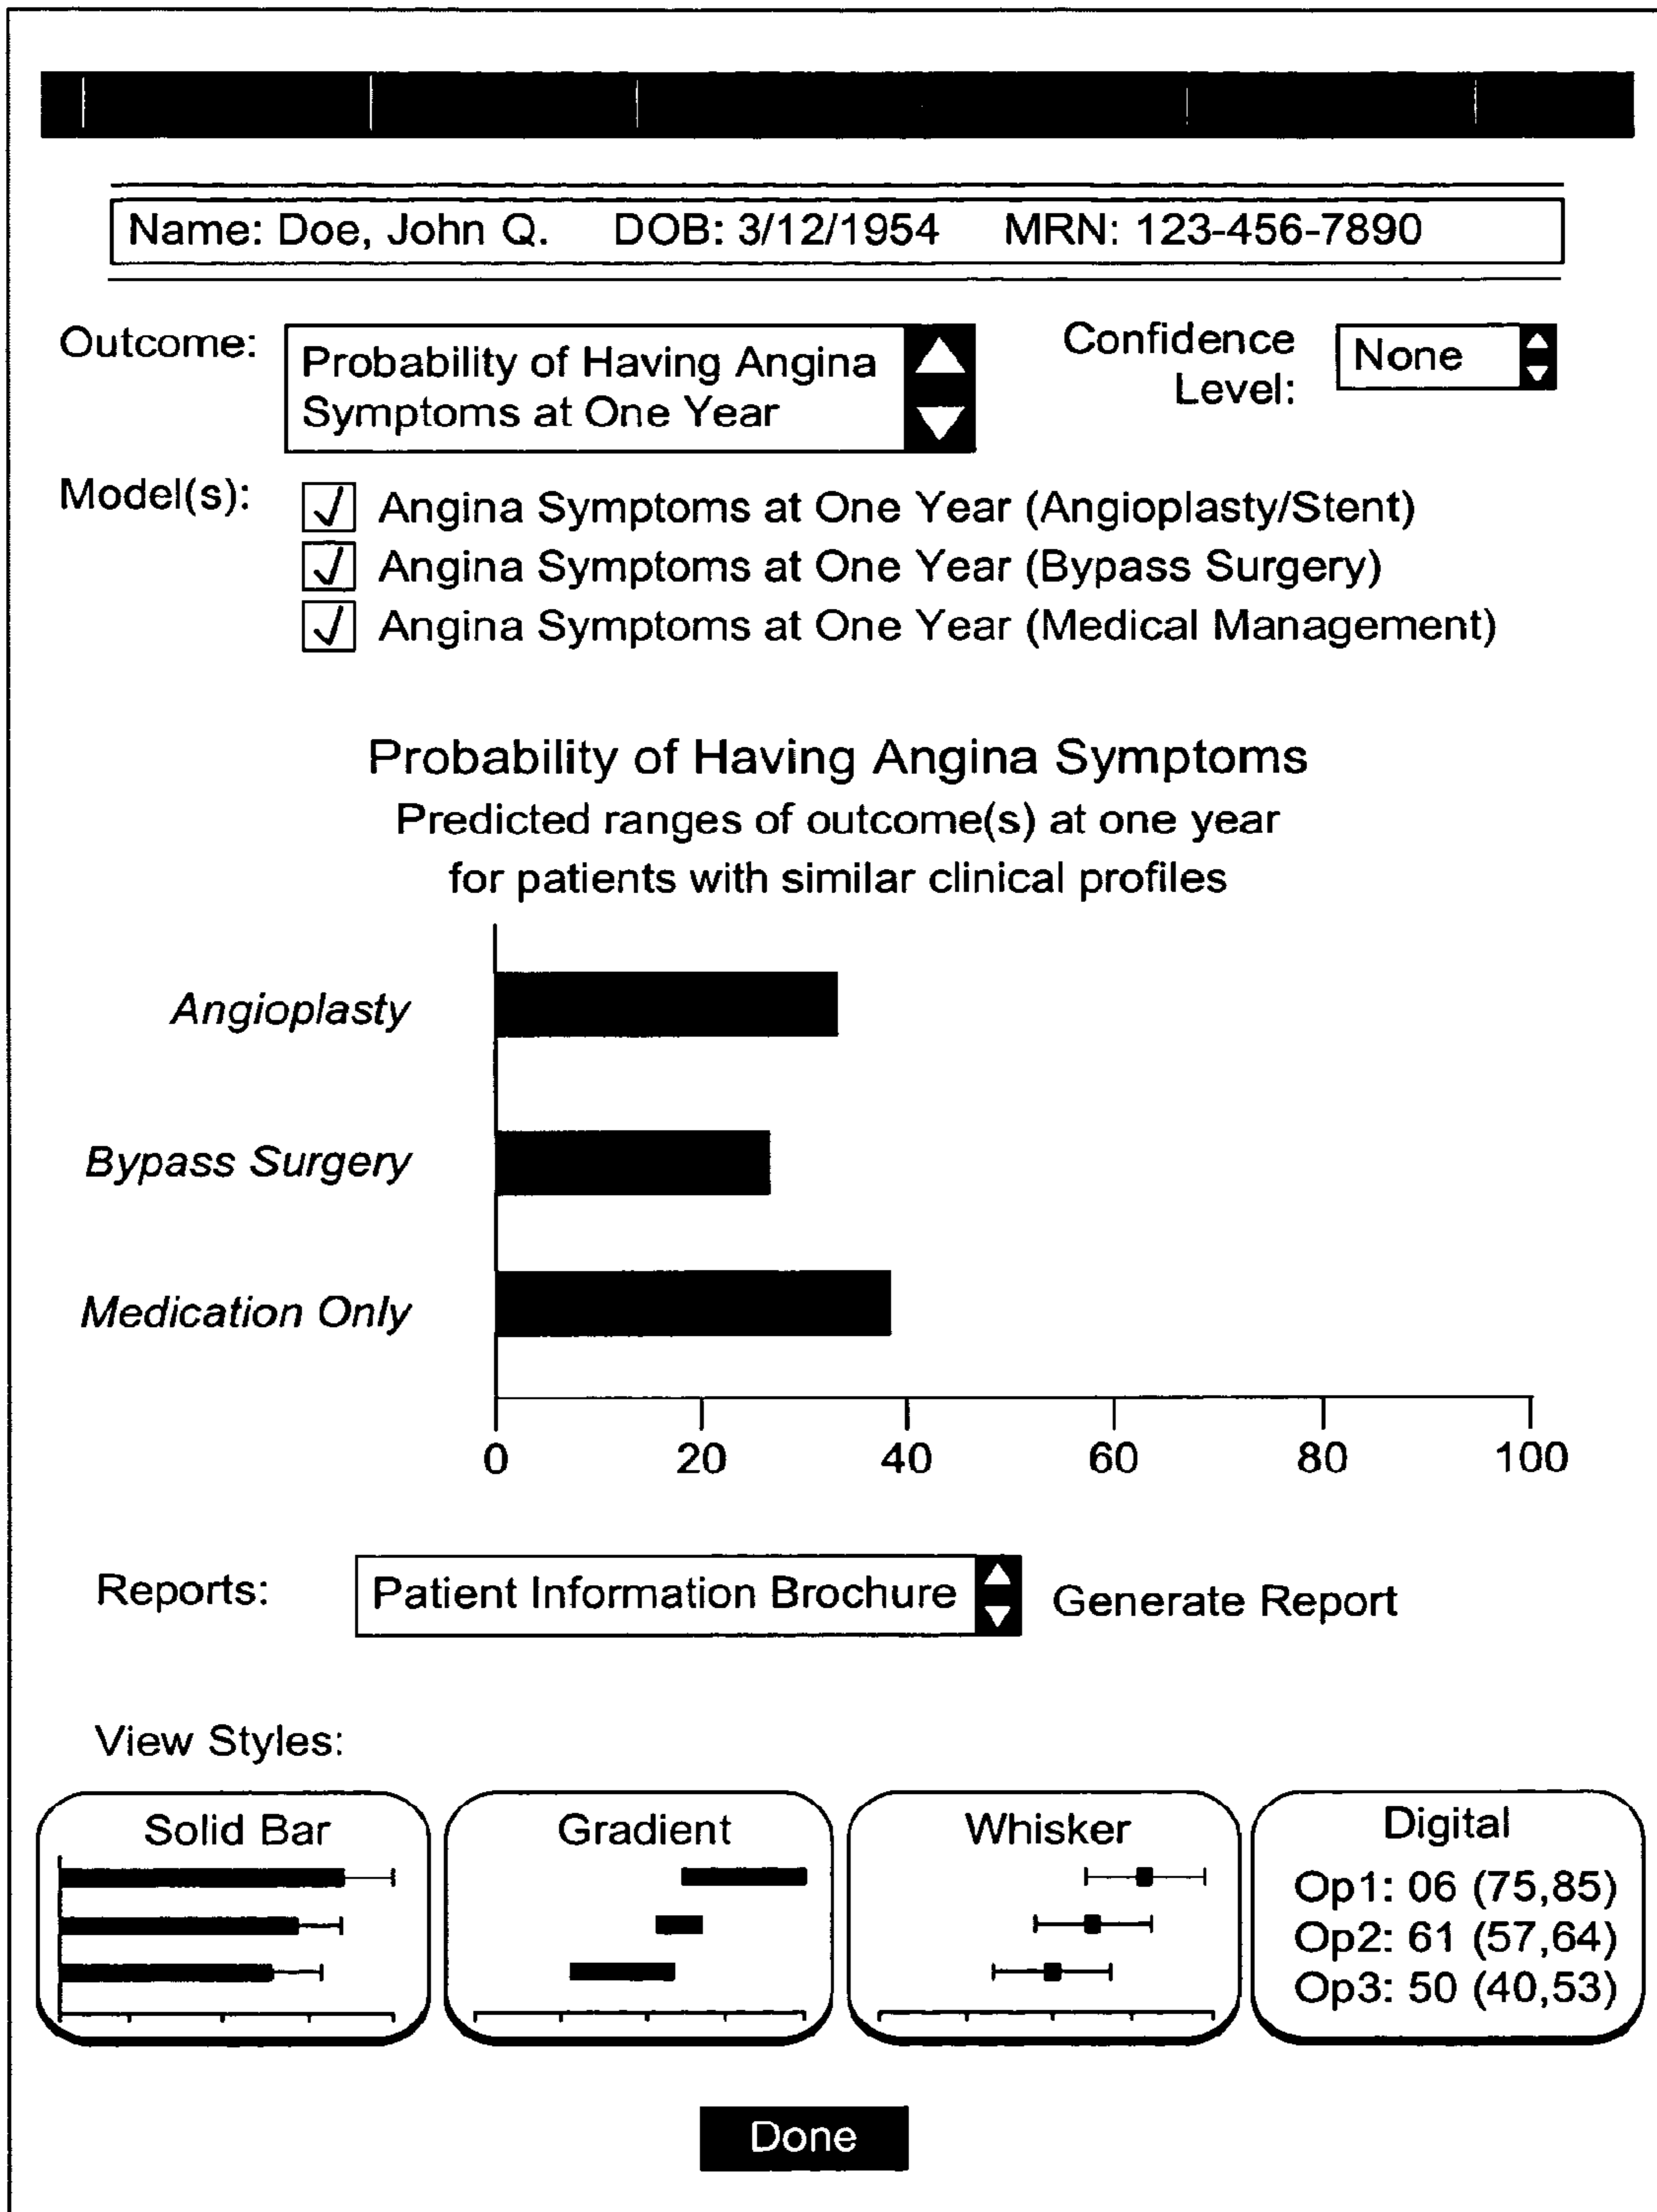 Name: Doe, John Q. DOB: 3/12/1954 MRN: 123-456-7890
Outcome:
Probability of Having Angina
Symptoms at One Year
Confidence
Level:
None
Model(s):
Angina Symptoms at One Year (Angioplasty/Stent)
Angina Symptoms at One Year (Bypass Surgery)
Angina Symptoms at One Year (Medical Management)
Probability of Having Angina Symptoms
Predicted ranges of outcome(s) at one year
for patients with similar clinical profiles
Angioplasty
Bypass Surgery
Medication Only
0 20 40 60 80 100
Reports:
Patient Information Brochure
Generate Report
View Styles:
Solid Bar
Gradient
Whisker
Digital
Op1: 06 (75,85)
Op2: 61 (57,64)
Op3: 50 (40,53)
Done